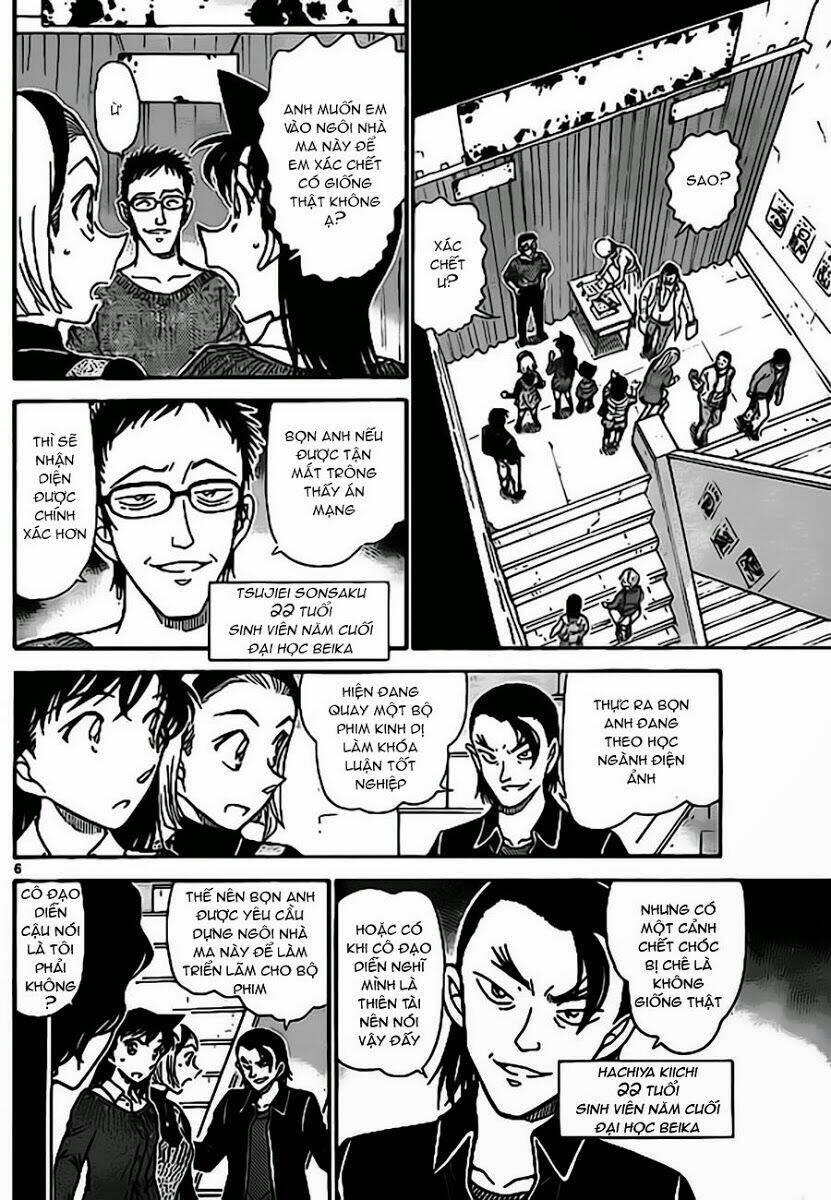 SAO?
XÁC
CHẾT
Ư?
ANH MUỐN EM
VÀO NGÔI NHÀ
MA NÀY ĐỂ
EM XÁC CHẾT
CÓ GIỐNG
THẬT KHÔNG
Ạ?
Ừ
BỌN ANH NẾU
ĐƯỢC TẬN
MẮT TRÔNG
THẤY ÁN
MẠNG
THÌ SẼ
NHẬN
DIỆN
ĐƯỢC
CHÍNH
XÁC HƠN
TSUJIEI SONSAKU
22 TUỔI
SINH VIÊN NĂM CUỐI
ĐẠI HỌC BEIKA
THỰC RA BỌN
ANH ĐANG
THEO HỌC
NGÀNH ĐIỆN
ẢNH
HIỆN ĐANG
QUAY MỘT BỘ
PHIM KINH DỊ
LÀM KHÓA
LUẬN TỐT
NGHIỆP
6
NHƯNG CÓ
MỘT CẢNH
CHẾT CHÓC
BỊ CHÊ LÀ
KHÔNG
GIỐNG THẬT
HOẶC CÓ
KHI CÔ ĐẠO
DIỄN NGHĨ
MÌNH LÀ
THIÊN TÀI
NÊN NÓI
VẬY ĐẤY
HACHIYA KIICHI
22 TUỔI
SINH VIÊN NĂM CUỐI
ĐẠI HỌC BEIKA
THẾ NÊN BỌN ANH
ĐƯỢC YÊU CẦU
DỤNG NGÔI NHÀ
MA NÀY ĐỂ LÀM
TRIỂN LÃM CHO BỘ
PHIM
CÔ ĐẠO
DIỄN
CẬU NÓI
LÀ TÔI
PHẢI
KHÔNG?